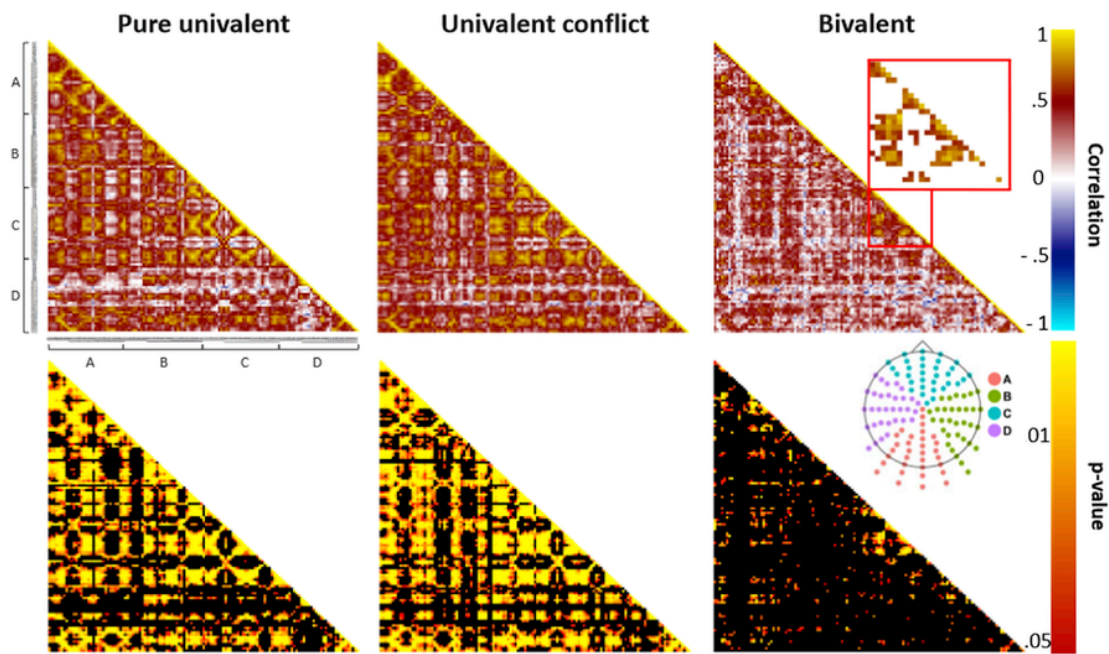 Pure univalent
Univalent conflict
Bivalent
A
B
C
D
1
.5
0
- .5
- 1
Correlation
A B C D
A
B
C
D
01
.05
p-value